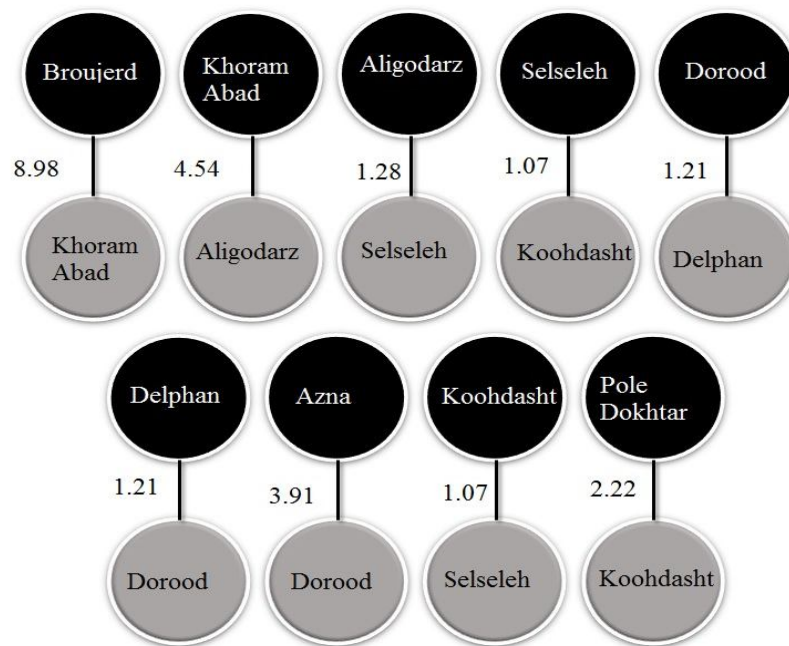 Broujerd
Khoram
Abad
Aligodarz
Selseleh
Dorood
8.98
4.54
1.28
1.07
1.21
Khoram
Abad
Aligodarz
Selseleh
Koohdasht
Delphan
Delphan
Azna
Koohdasht
Pole
Dokhtar
1.21
3.91
1.07
2.22
Dorood
Dorood
Selseleh
Koohdasht